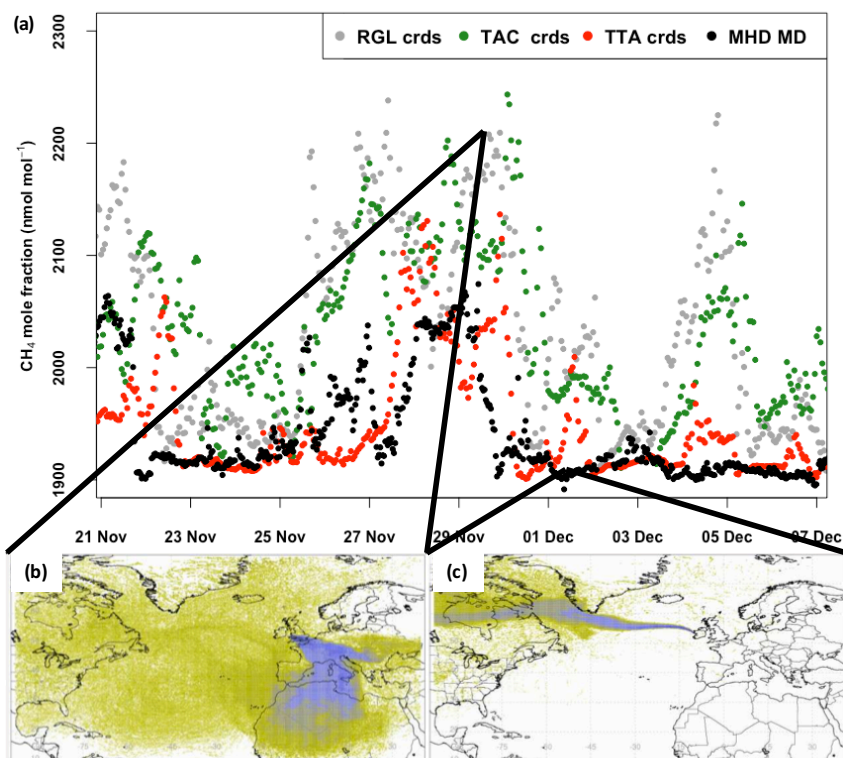 (a)
RGL crds TAC crds TTA crds MHD MD
CH₄ mole fraction (nmol mol⁻¹)
2300
2200
2100
2000
1900
21 Nov 23 Nov 25 Nov 27 Nov 29 Nov 01 Dec 03 Dec 05 Dec 07 Dec
(b)
(c)